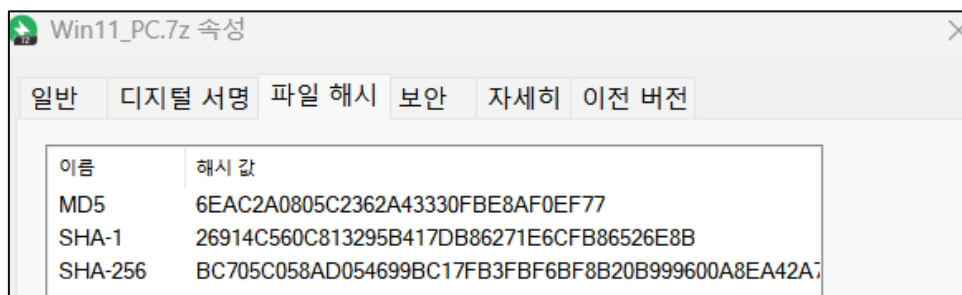 Win11_PC.7z 속성
일반 디지털 서명 파일 해시 보안 자세히 이전 버전
이름 해시 값
MD5 6EAC2A0805C2362A43330FBE8AF0EF77
SHA-1 26914C560C813295B417DB86271E6CFB86526E8B
SHA-256 BC705C058AD054699BC17FB3FBF6BF8B20B999600A8EA42A7